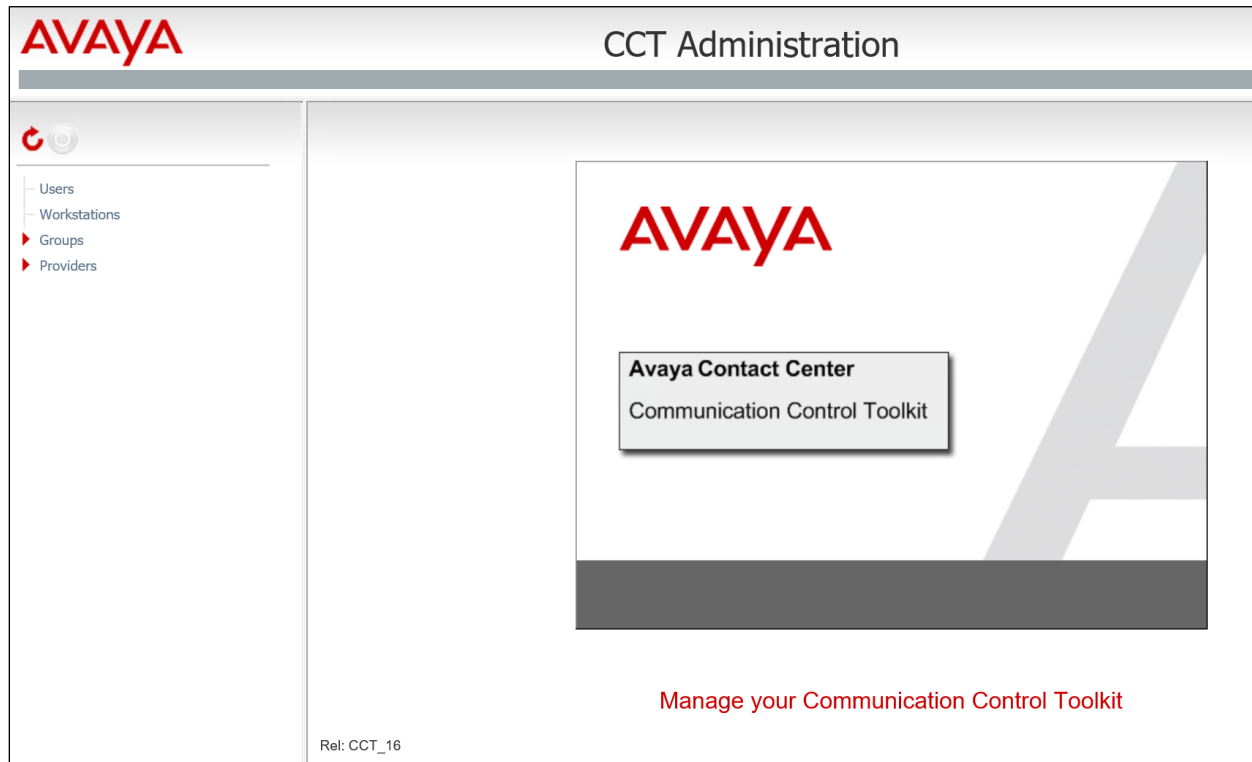 AVAYA
CCT Administration
Users
Workstations
Groups
Providers
AVAYA
Avaya Contact Center
Communication Control Toolkit
Manage your Communication Control Toolkit
Rel: CCT_16